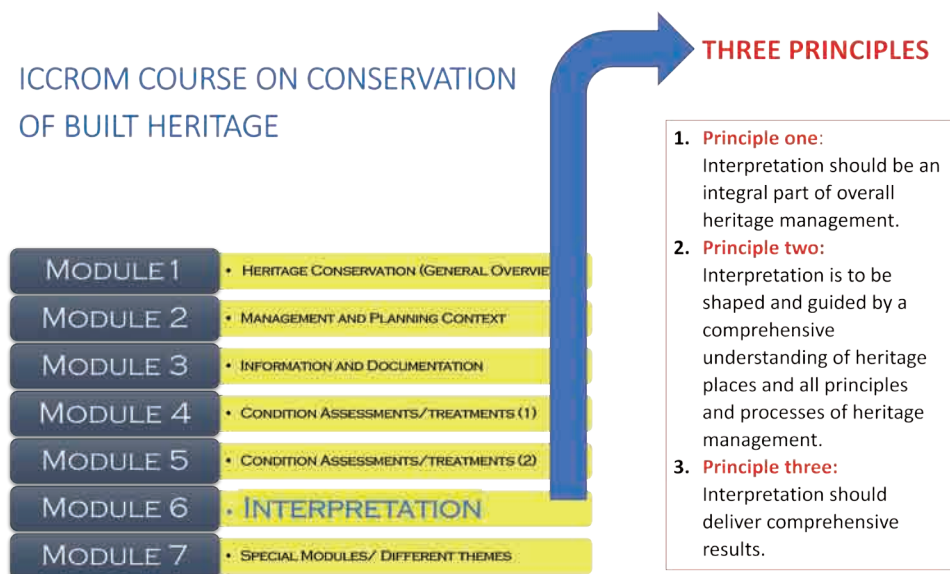 ICCROM COURSE ON CONSERVATION
OF BUILT HERITAGE
MODULE 1
• HERITAGE CONSERVATION (GENERAL OVERVIE
MODULE 2
• MANAGEMENT AND PLANNING CONTEXT
MODULE 3
• INFORMATION AND DOCUMENTATION
MODULE 4
• CONDITION ASSESSMENTS/TREATMENTS (1)
MODULE 5
• CONDITION ASSESSMENTS/TREATMENTS (2)
MODULE 6
• INTERPRETATION
MODULE 7
• SPECIAL MODULES/ DIFFERENT THEMES
THREE PRINCIPLES
1. Principle one:
Interpretation should be an
integral part of overall
heritage management.
2. Principle two:
Interpretation is to be
shaped and guided by a
comprehensive
understanding of heritage
places and all principles
and processes of heritage
management.
3. Principle three:
Interpretation should
deliver comprehensive
results.